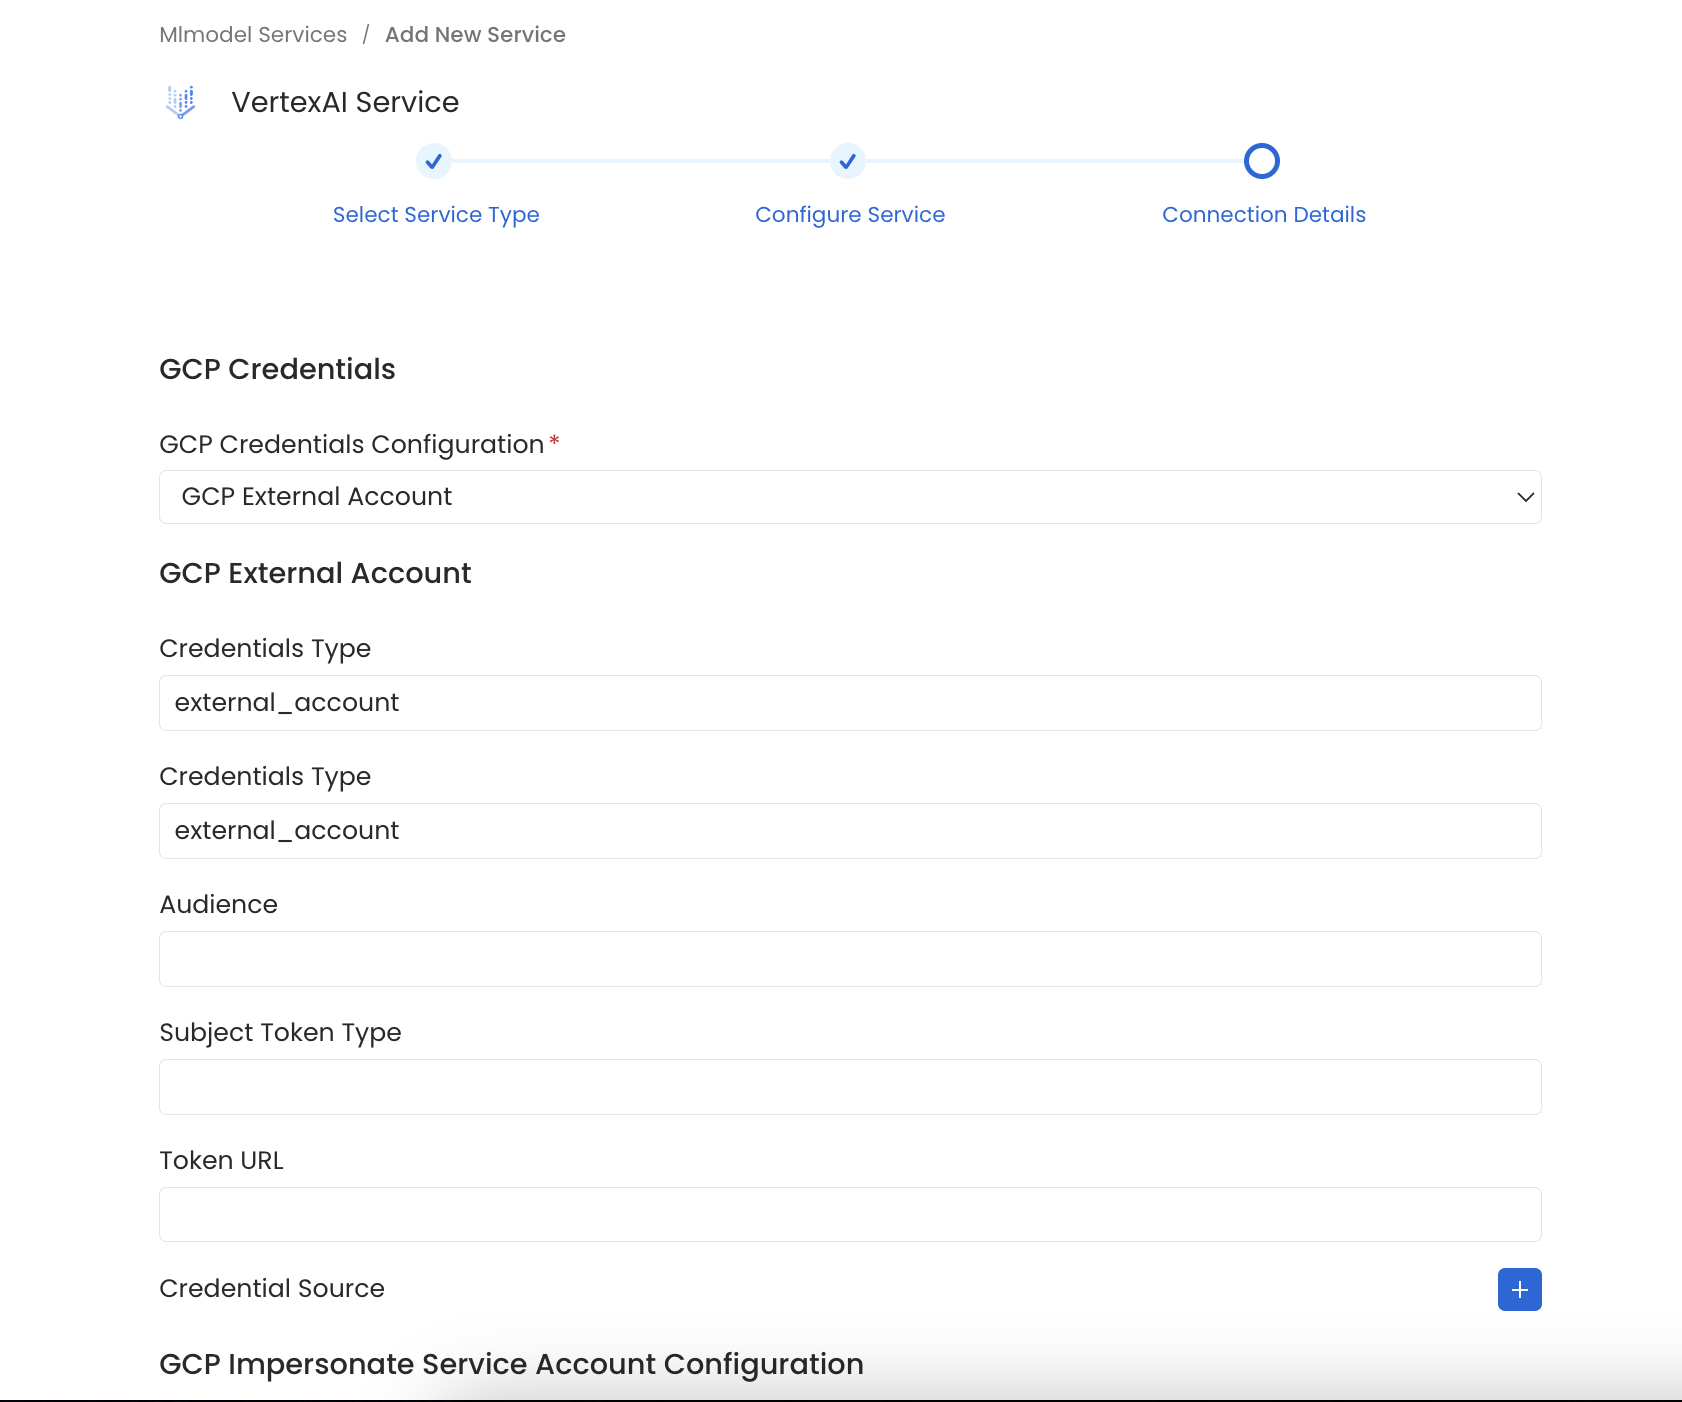 Mlmodel Services / Add New Service
VertexAI Service
Select Service Type
Configure Service
Connection Details
GCP Credentials
GCP Credentials Configuration*
GCP External Account
GCP External Account
Credentials Type
external_account
Credentials Type
external_account
Audience
Subject Token Type
Token URL
Credential Source
GCP Impersonate Service Account Configuration